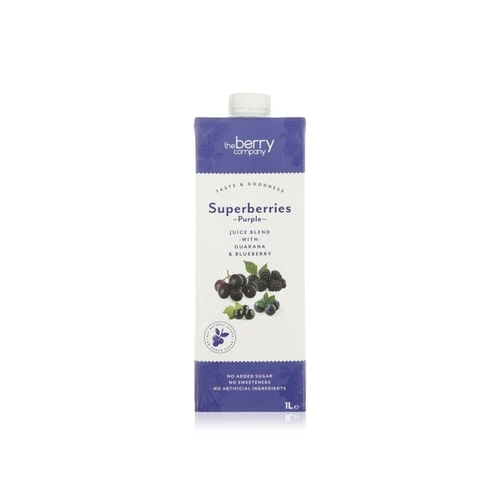 the berry
company
TASTE & GOODNESS
Superberries
–Purple–
JUICE BLEND
-WITH-
GUARANA
& BLUEBERRY
NO ADDED SUGAR
NO SWEETENERS
NO ARTIFICIAL INGREDIENTS
1L e